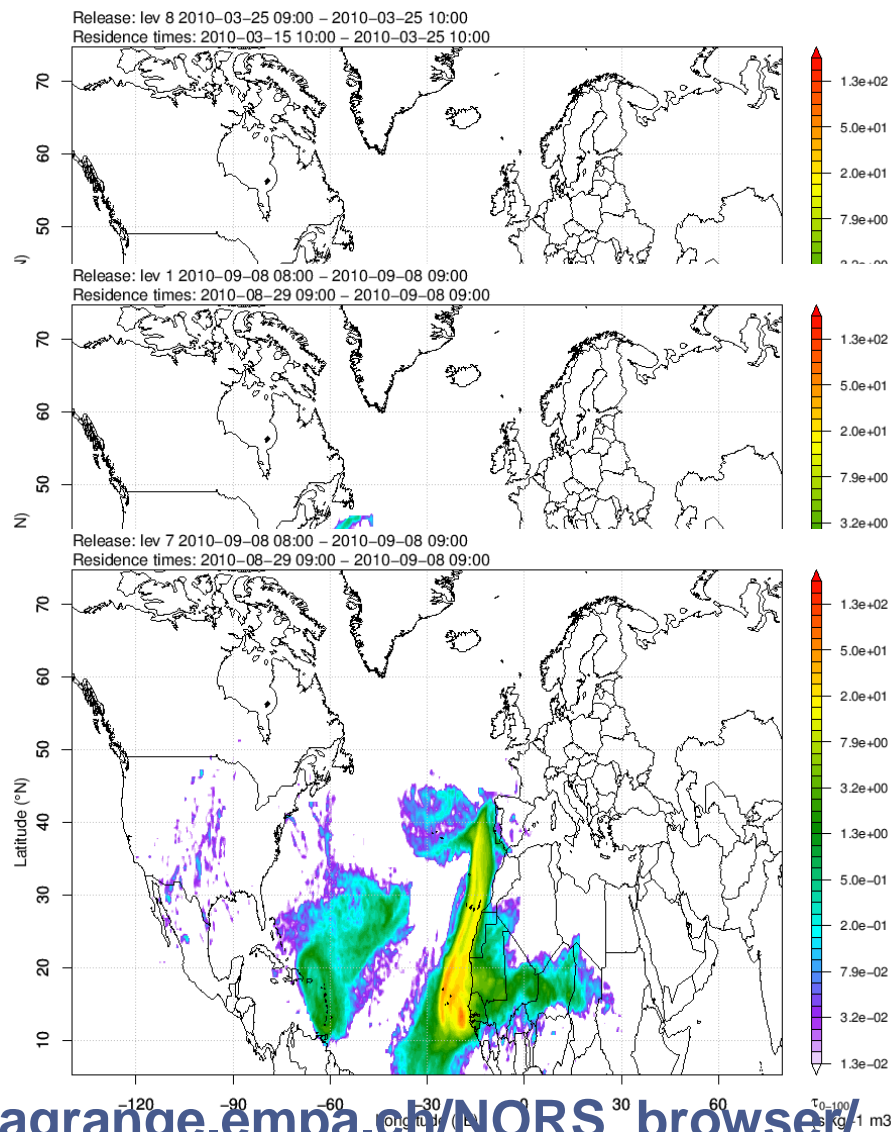 Release: lev 8 2010−03−25 09:00 − 2010−03−25 10:00
Residence times: 2010−03−15 10:00 − 2010−03−25 10:00
70
60
50
1.3e+02
5.0e+01
2.0e+01
7.9e+00
Release: lev 1 2010−09−08 08:00 − 2010−09−08 09:00
Residence times: 2010−08−29 09:00 − 2010−09−08 09:00
70
60
50
1.3e+02
5.0e+01
2.0e+01
7.9e+00
3.2e+00
Release: lev 7 2010−09−08 08:00 − 2010−09−08 09:00
Residence times: 2010−08−29 09:00 − 2010−09−08 09:00
Latitude (°N)
70
60
50
40
30
20
10
1.3e+02
5.0e+01
2.0e+01
7.9e+00
3.2e+00
1.3e+00
5.0e−01
2.0e−01
7.9e−02
3.2e−02
1.3e−02
−120 −90 −60 −30 0 30 60
agrange.empa.ch/NORS_browser/